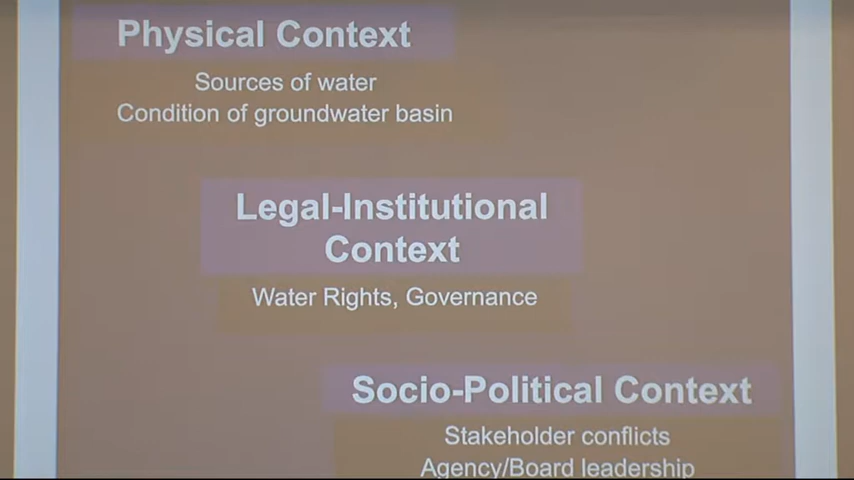 Physical Context
Sources of water
Condition of groundwater basin
Legal-Institutional
Context
Water Rights, Governance
Socio-Political Context
Stakeholder conflicts
Agency/Board leadership